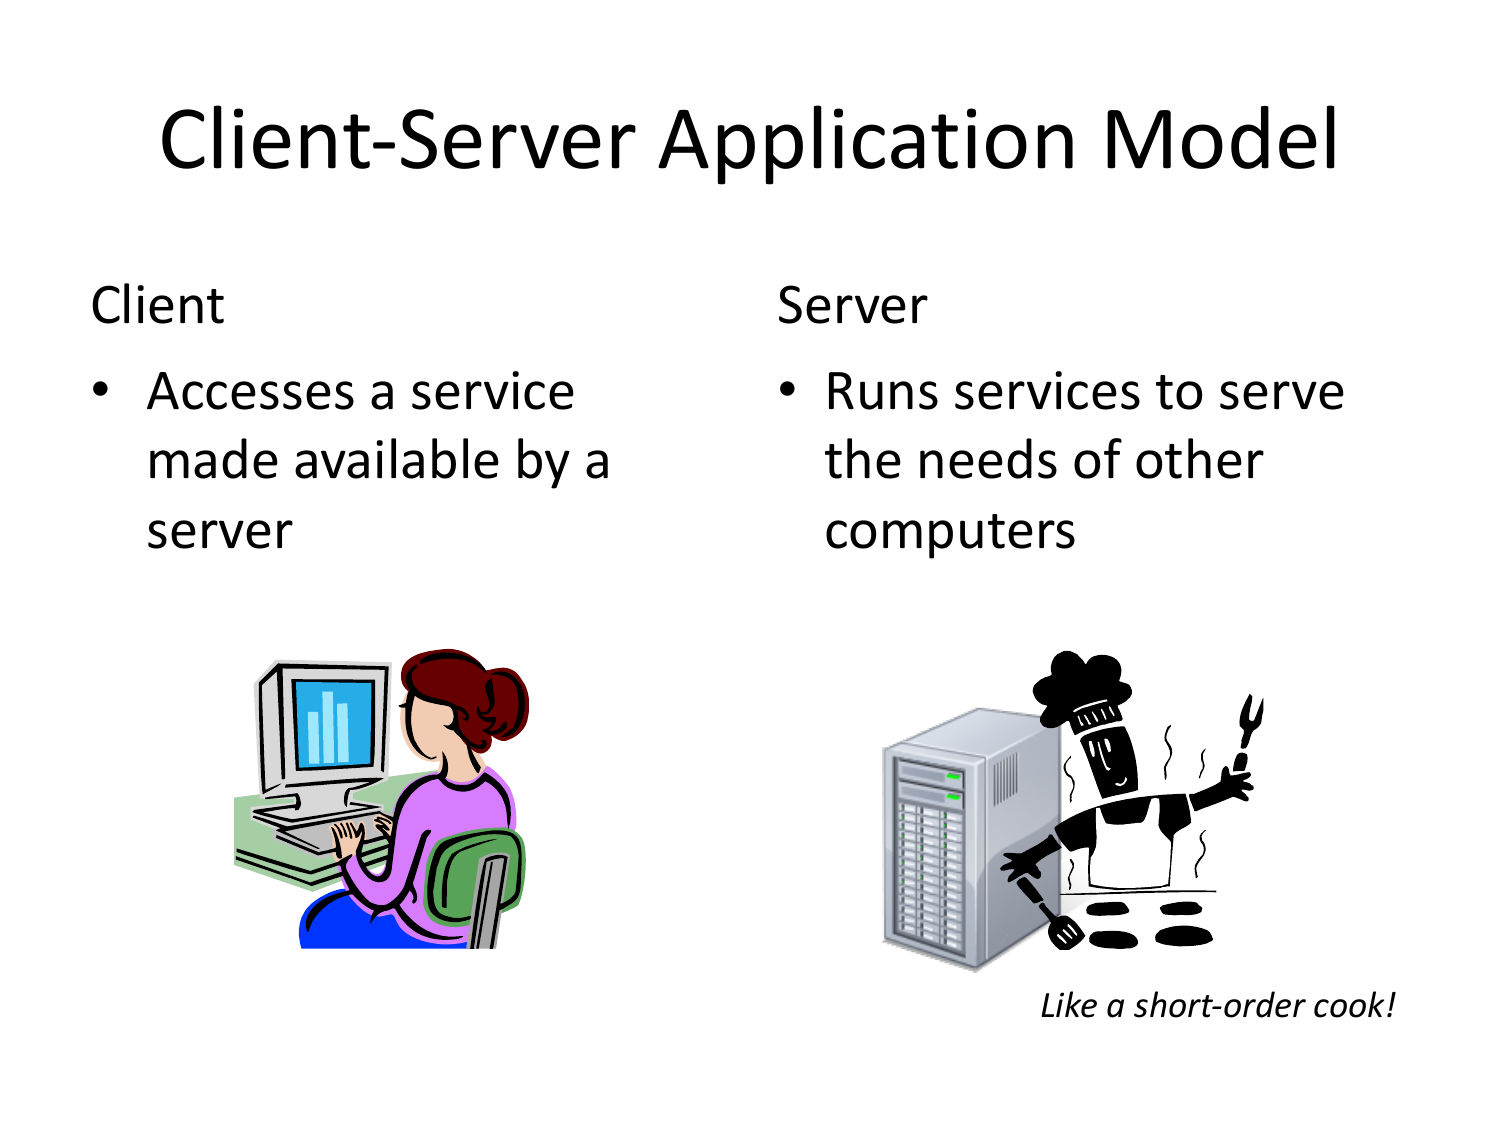 Client-Server Application Model
Client
• Accesses a service
made available by a
server
Server
• Runs services to serve
the needs of other
computers
Like a short-order cook!